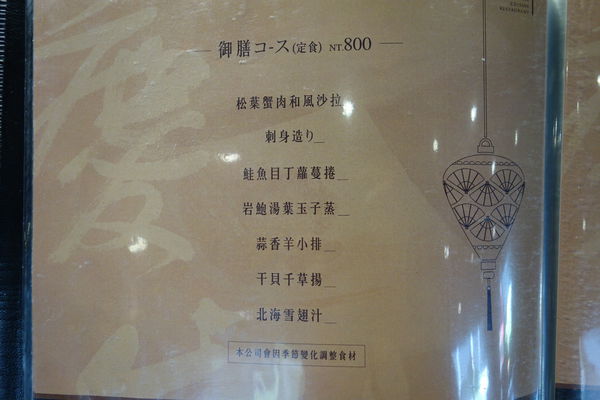 御膳コース(定食) NT 800
松葉蟹肉和風沙拉
刺身造り
鮭魚目丁蘿蔓捲
岩鮑湯葉玉子蒸
蒜香羊小排
干貝千草揚
北海雪翅汁
本公司會因季節變化調整食材
RESTAURANT